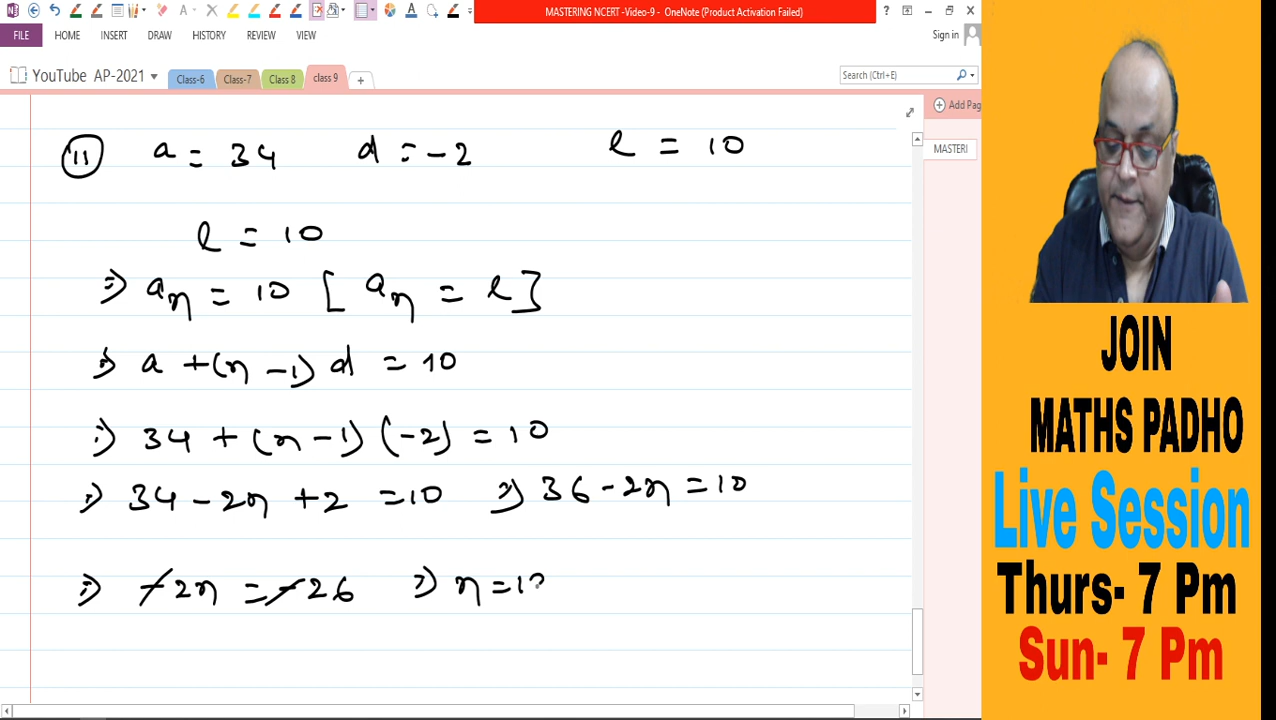 MASTERING NCERT -Video-9 - OneNote (Product Activation Failed)
FILE HOME INSERT DRAW HISTORY REVIEW VIEW Sign in
YouTube AP-2021 Class-6 Class-7 Class 8 class 9 Search (Ctrl+E)
Add Pag
MASTERI
(ii) a = 34 d = -2 l = 10
l = 10
⇒ an = 10 [ an = l ]
⇒ a + (n - 1) d = 10
⇒ 34 + (n - 1) (-2) = 10
⇒ 34 - 2n + 2 = 10 ⇒ 36 - 2n = 10
⇒ -2n = -26 ⇒ n = 1
JOIN
MATHS PADHO
Live Session
Thurs- 7 Pm
Sun- 7 Pm